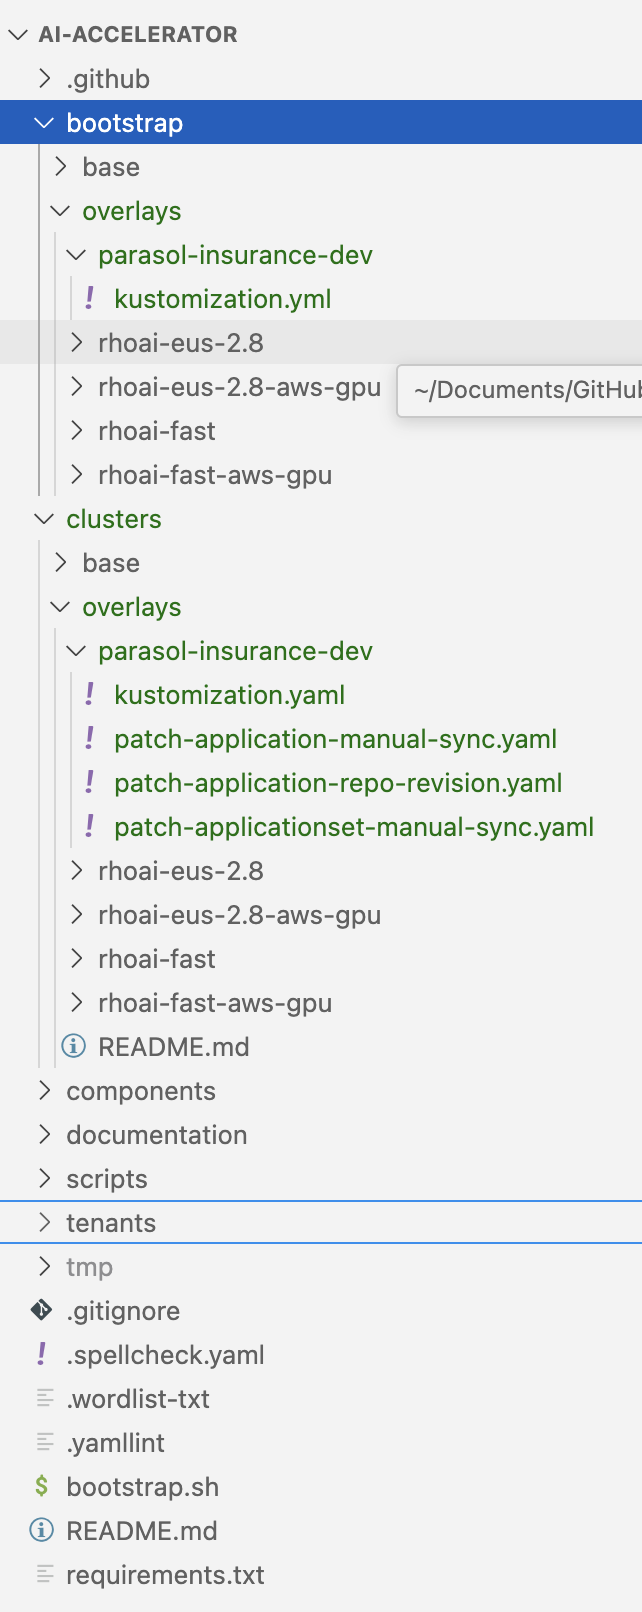 AI-ACCELERATOR
.github
bootstrap
base
overlays
parasol-insurance-dev
! kustomization.yml
rhoai-eus-2.8
rhoai-eus-2.8-aws-gpu
~/Documents/GitHub
rhoai-fast
rhoai-fast-aws-gpu
clusters
base
overlays
parasol-insurance-dev
! kustomization.yaml
! patch-application-manual-sync.yaml
! patch-application-repo-revision.yaml
! patch-applicationset-manual-sync.yaml
rhoai-eus-2.8
rhoai-eus-2.8-aws-gpu
rhoai-fast
rhoai-fast-aws-gpu
README.md
components
documentation
scripts
tenants
tmp
.gitignore
! .spellcheck.yaml
.wordlist-txt
.yamllint
$ bootstrap.sh
README.md
requirements.txt